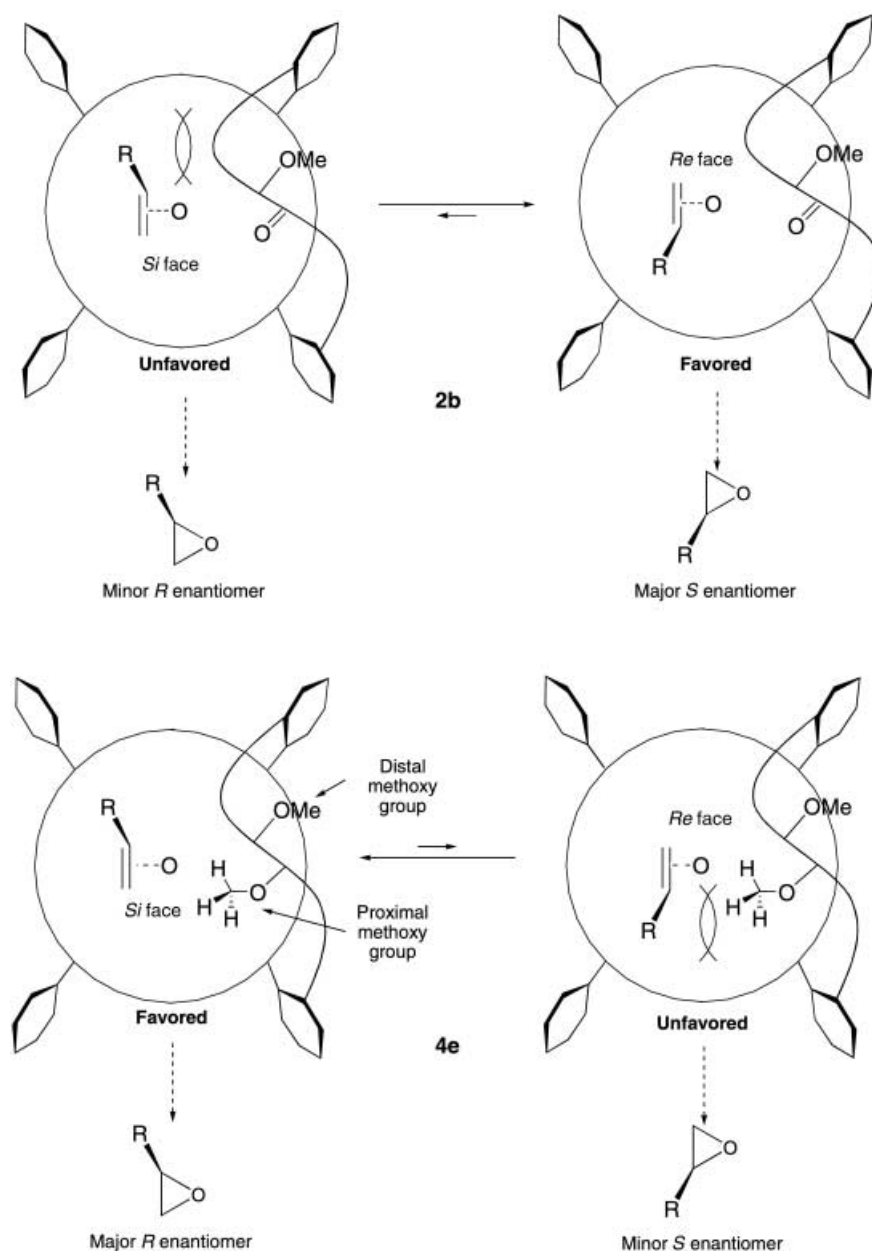 R
OMe
O
O
Si face
Unfavored
Re face
OMe
O
O
R
Favored
2b
R
O
Minor R enantiomer
O
R
Major S enantiomer
Distal
methoxy
group
R
OMe
O
H
O
H
H
Si face
Proximal
methoxy
group
Favored
OMe
Re face
O
H
O
H
H
R
Unfavored
4e
R
O
Major R enantiomer
O
R
Minor S enantiomer